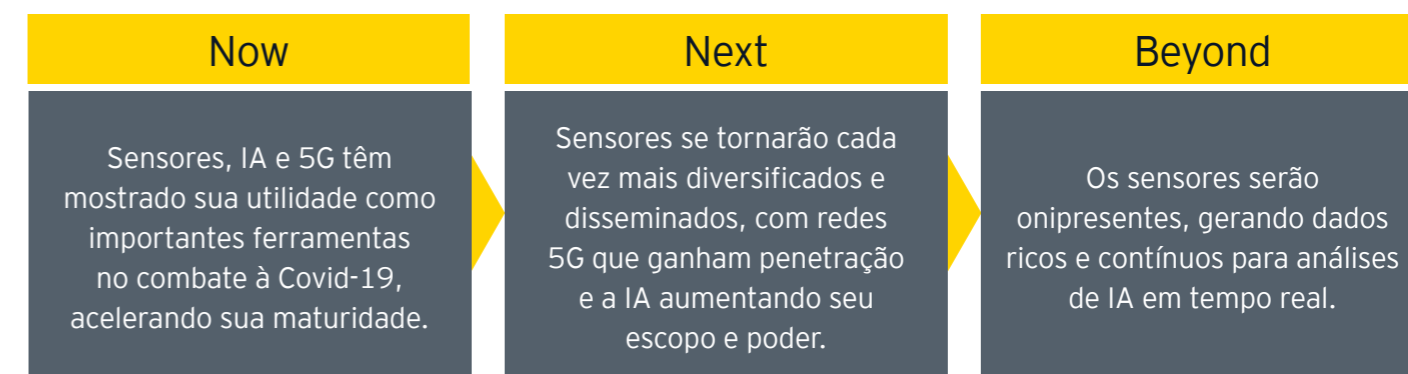 Now
Sensores, IA e 5G têm
mostrado sua utilidade como
importantes ferramentas
no combate à Covid-19,
acelerando sua maturidade.
Next
Sensores se tornarão cada
vez mais diversificados e
disseminados, com redes
5G que ganham penetração
e a IA aumentando seu
escopo e poder.
Beyond
Os sensores serão
onipresentes, gerando dados
ricos e contínuos para análises
de IA em tempo real.